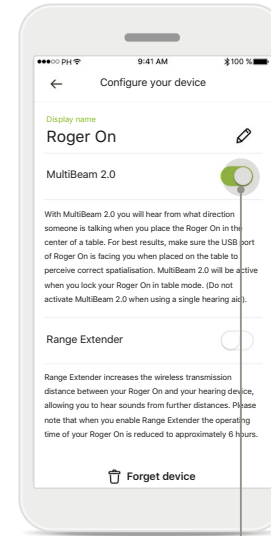 ●●●○○ PH 9:41 AM 100 %
Configure your device
Display name
Roger On
MultiBeam 2.0
With MultiBeam 2.0 you will hear from what direction
someone is talking when you place the Roger On in the
center of a table. For best results, make sure the USB port
of Roger On is facing you when placed on the table to
perceive correct spatialisation. MultiBeam 2.0 will be active
when you lock your Roger On in table mode. (Do not
activate MultiBeam 2.0 when using a single hearing aid).
Range Extender
Range Extender increases the wireless transmission
distance between your Roger On and your hearing device,
allowing you to hear sounds from further distances. Please
note that when you enable Range Extender the operating
time of your Roger On is reduced to approximately 6 hours.
Forget device